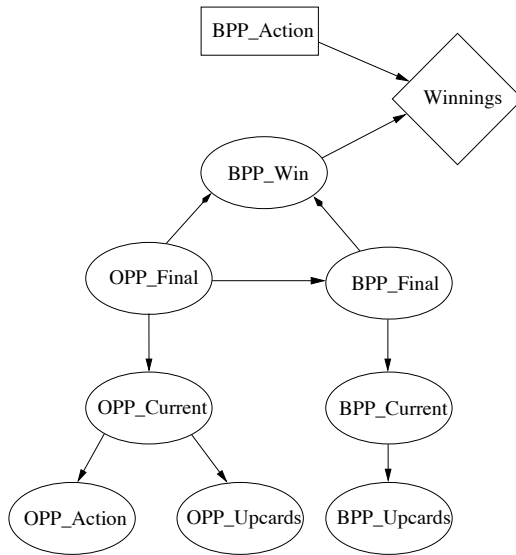 BPP_Action
Winnings
BPP_Win
OPP_Final
BPP_Final
OPP_Current
BPP_Current
OPP_Action
OPP_Upcards
BPP_Upcards